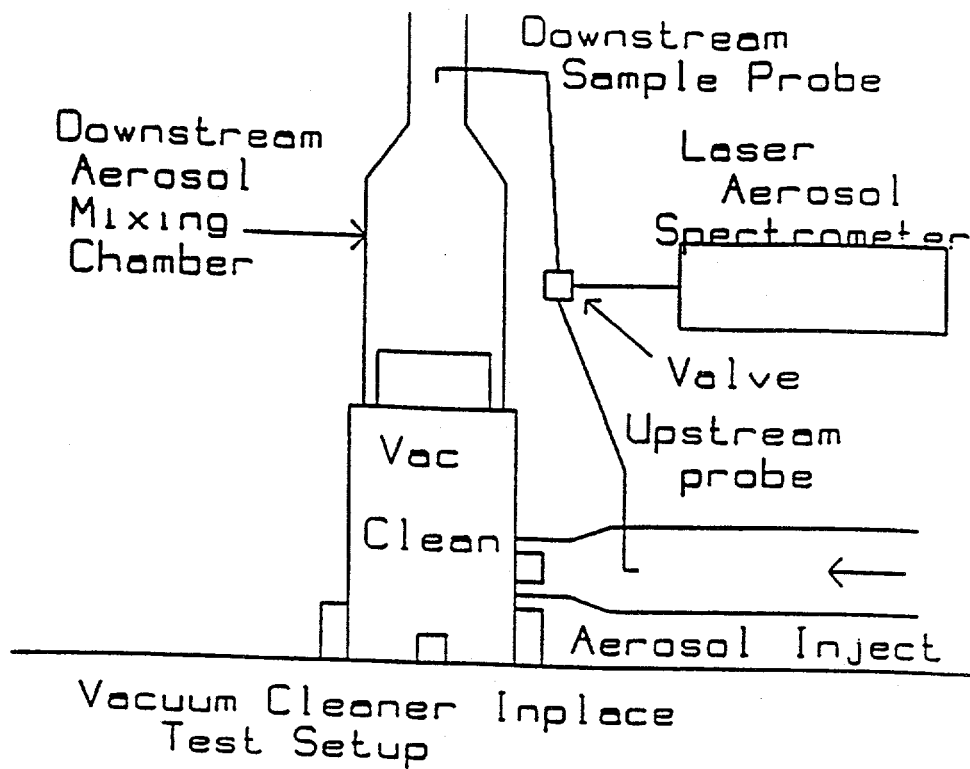 Downstream
Sample Probe
Downstream
Aerosol
Mixing
Chamber
Laser
Aerosol
Spectrometer
Valve
Upstream
probe
Vac
Clean
Aerosol Inject
Vacuum Cleaner Inplace
Test Setup